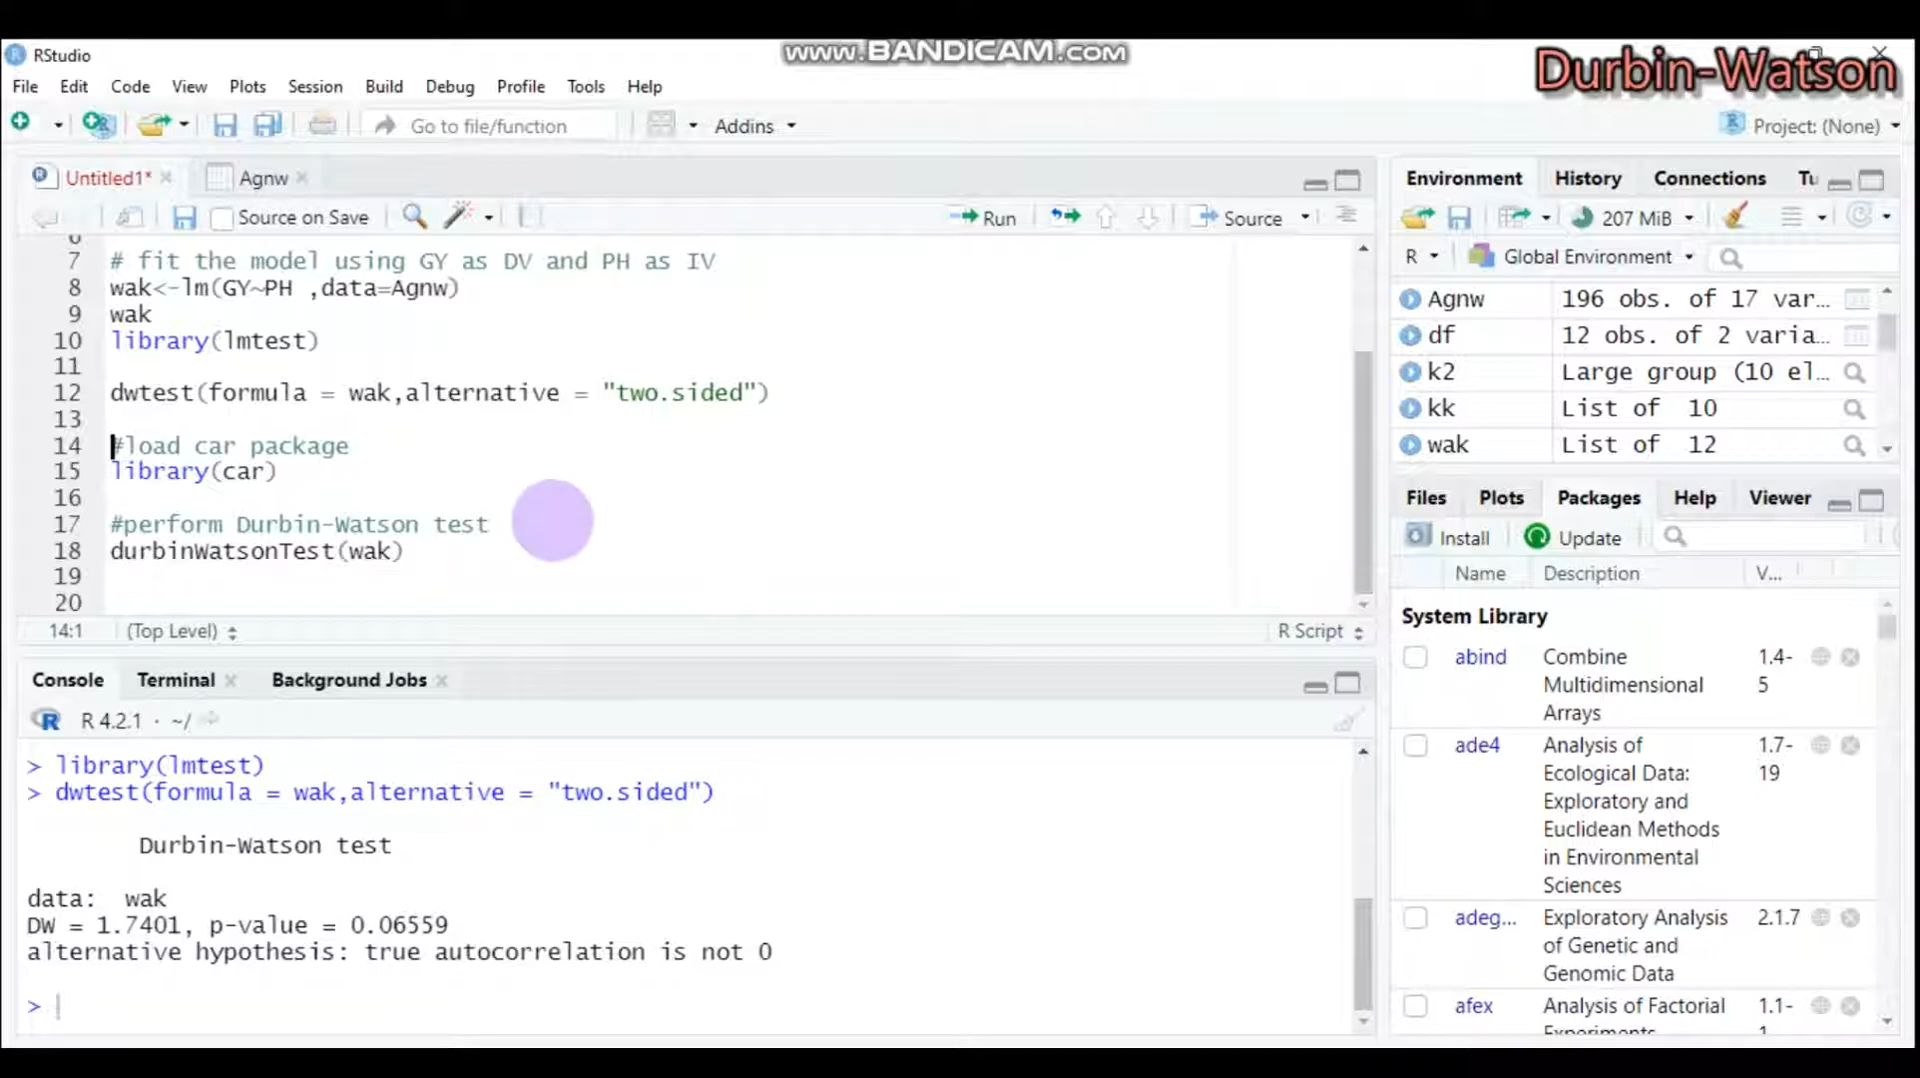 www.BANDICAM.com
RStudio
Durbin-Watson
File Edit Code View Plots Session Build Debug Profile Tools Help
Go to file/function Addins Project: (None)
Untitled1* Agnw
Source on Save Run Source
6
7 # fit the model using GY as DV and PH as IV
8 wak<-lm(GY~PH ,data=Agnw)
9 wak
10 library(lmtest)
11
12 dwtest(formula = wak,alternative = "two.sided")
13
14 #load car package
15 library(car)
16
17 #perform Durbin-Watson test
18 durbinWatsonTest(wak)
19
20
14:1 (Top Level) R Script
Console Terminal Background Jobs
R 4.2.1 · ~/
> library(lmtest)
> dwtest(formula = wak,alternative = "two.sided")
Durbin-Watson test
data: wak
DW = 1.7401, p-value = 0.06559
alternative hypothesis: true autocorrelation is not 0
>
Environment History Connections Tu
207 MiB
R Global Environment
Agnw 196 obs. of 17 var...
df 12 obs. of 2 varia...
k2 Large group (10 el...
kk List of 10
wak List of 12
Files Plots Packages Help Viewer
Install Update
Name Description V...
System Library
abind Combine 1.4-
Multidimensional 5
Arrays
ade4 Analysis of 1.7-
Ecological Data: 19
Exploratory and
Euclidean Methods
in Environmental
Sciences
adeg... Exploratory Analysis 2.1.7
of Genetic and
Genomic Data
afex Analysis of Factorial 1.1-
Experiments 1